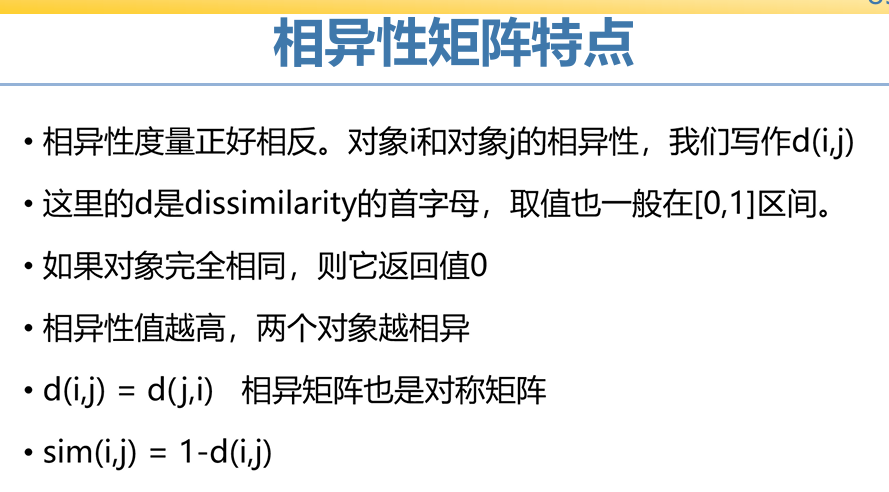 相异性矩阵特点
• 相异性度量正好相反。对象i和对象j的相异性，我们写作d(i,j)
• 这里的d是dissimilarity的首字母，取值也一般在[0,1]区间。
• 如果对象完全相同，则它返回值0
• 相异性值越高，两个对象越相异
• d(i,j) = d(j,i) 相异矩阵也是对称矩阵
• sim(i,j) = 1-d(i,j)